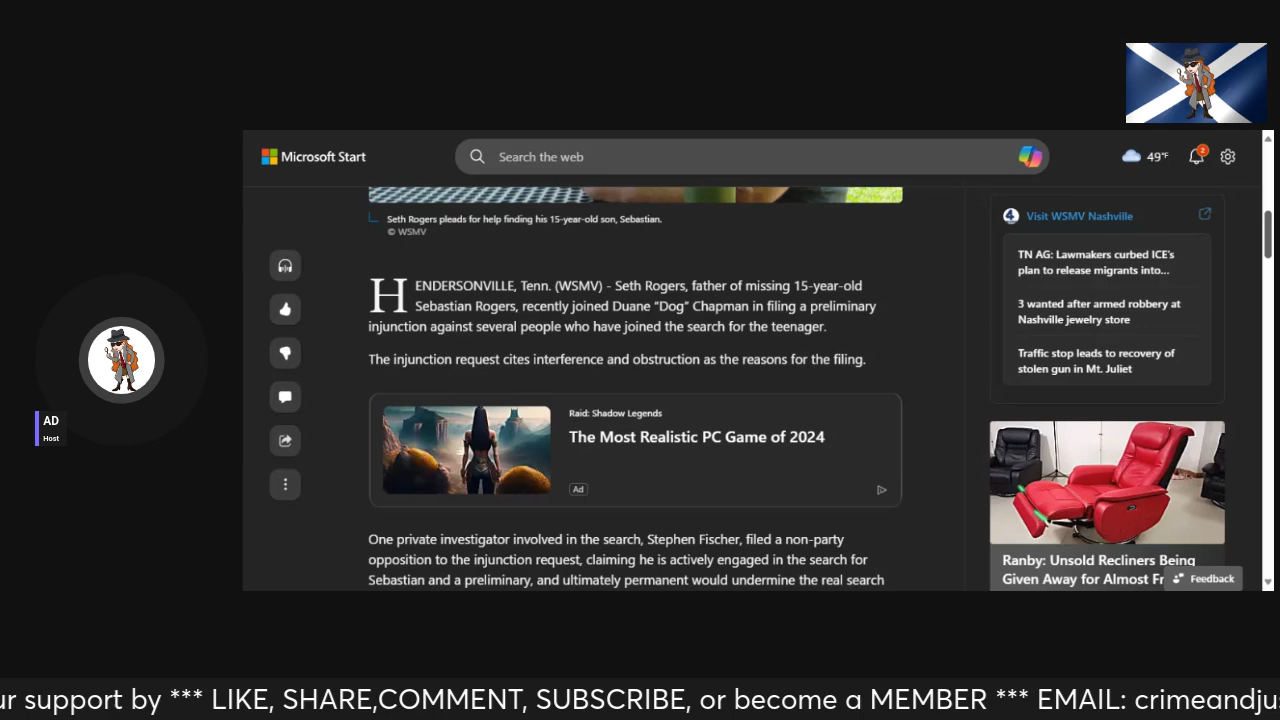 Microsoft Start
Search the web
49°F
2
Seth Rogers pleads for help finding his 15-year-old son, Sebastian.
© WSMV
HENDERSONVILLE, Tenn. (WSMV) - Seth Rogers, father of missing 15-year-old
Sebastian Rogers, recently joined Duane “Dog” Chapman in filing a preliminary
injunction against several people who have joined the search for the teenager.
The injunction request cites interference and obstruction as the reasons for the filing.
Raid: Shadow Legends
The Most Realistic PC Game of 2024
Ad
One private investigator involved in the search, Stephen Fischer, filed a non-party
opposition to the injunction request, claiming he is actively engaged in the search for
Sebastian and a preliminary, and ultimately permanent would undermine the real search
4
Visit WSMV Nashville
TN AG: Lawmakers curbed ICE's
plan to release migrants into...
3 wanted after armed robbery at
Nashville jewelry store
Traffic stop leads to recovery of
stolen gun in Mt. Juliet
Ranby: Unsold Recliners Being
Given Away for Almost Fr
Feedback
AD
Host
ur support by *** LIKE, SHARE,COMMENT, SUBSCRIBE, or become a MEMBER *** EMAIL: crimeandju